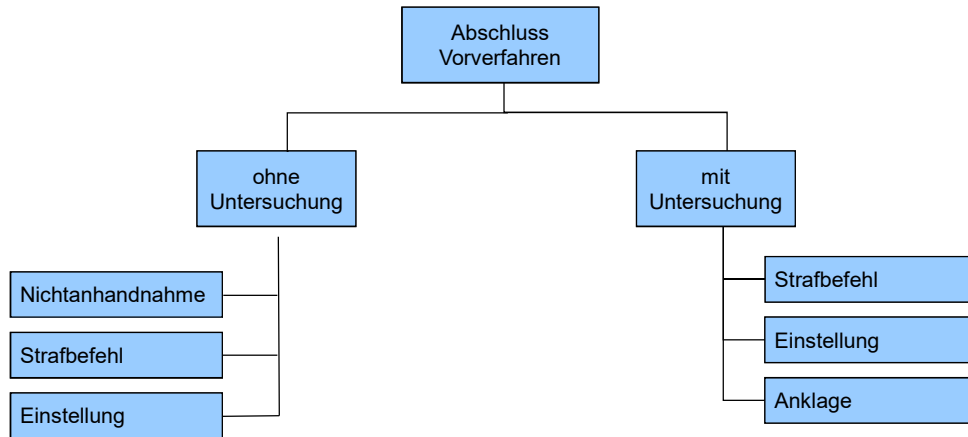 Abschluss
Vorverfahren
ohne
Untersuchung
mit
Untersuchung
Nichtanhandnahme
Strafbefehl
Einstellung
Strafbefehl
Einstellung
Anklage